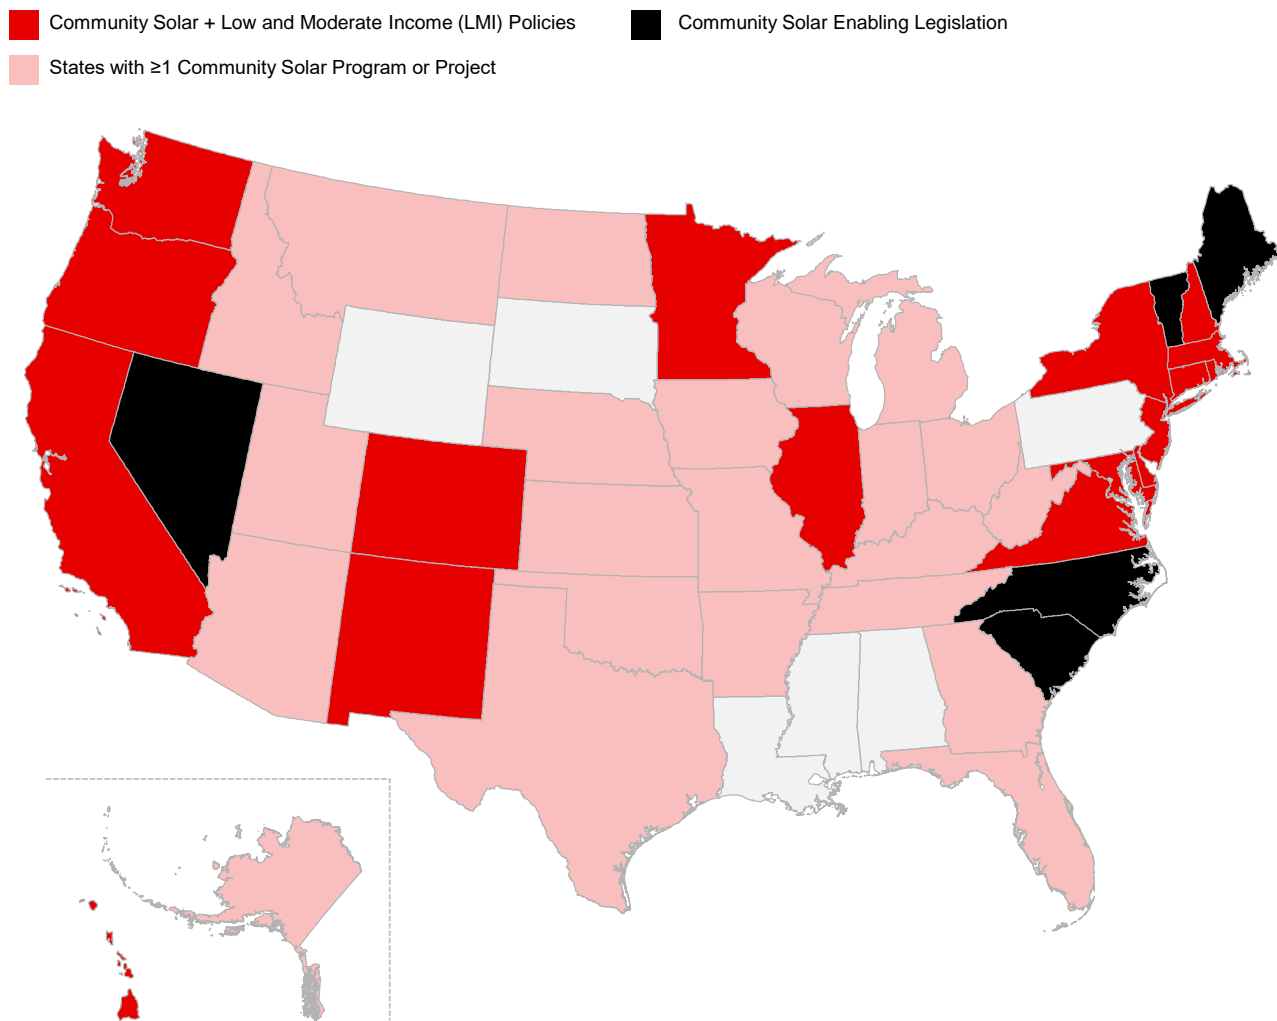 Community Solar + Low and Moderate Income (LMI) Policies
Community Solar Enabling Legislation
States with ≥1 Community Solar Program or Project